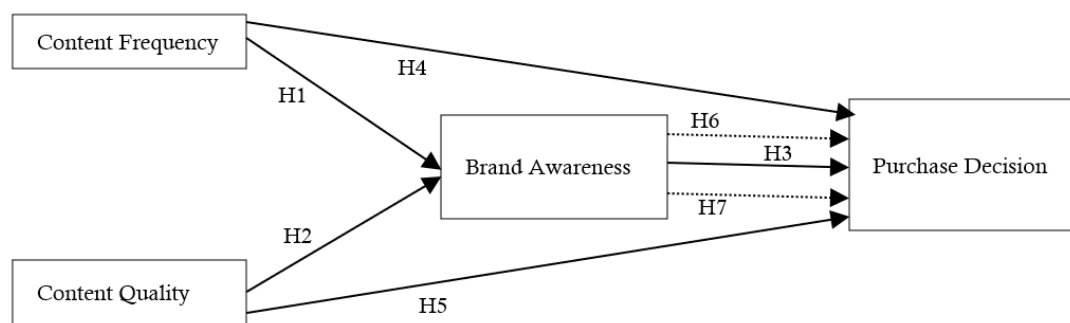 Content Frequency
H4
H1
H6
H3
Brand Awareness
Purchase Decision
H7
H2
Content Quality
H5